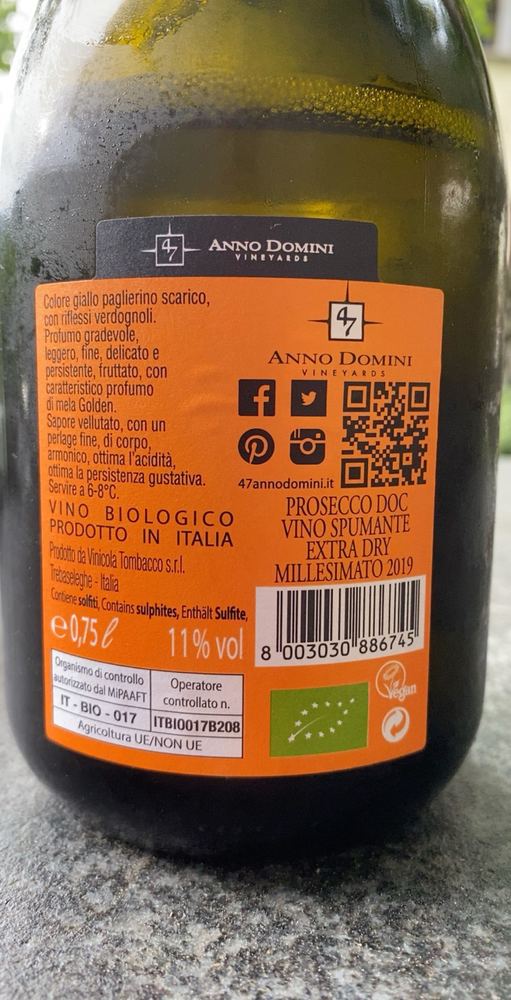 47 ANNO DOMINI
VINEYARDS
Colore giallo paglierino scarico,
con riflessi verdognoli.
Profumo gradevole,
leggero, fine, delicato e
persistente, fruttato, con
caratteristico profumo
di mela Golden.
Sapore vellutato, con un
perlage fine, di corpo,
armonico, ottima l'acidità,
ottima la persistenza gustativa.
Servire a 6-8°C.
VINO BIOLOGICO
PRODOTTO IN ITALIA
Prodotto da Vinicola Tombacco s.r.l.
Trebaseleghe - Italia
Contiene solfiti, Contains sulphites, Enthält Sulfite,
e 0,75 l 11% vol
Organismo di controllo
autorizzato dal MiPAAFT
IT - BIO - 017
Operatore
controllato n.
ITBIO017B208
Agricoltura UE/NON UE
47
ANNO DOMINI
VINEYARDS
47annodomini.it
PROSECCO DOC
VINO SPUMANTE
EXTRA DRY
MILLESIMATO 2019
8 003030 886745
Vegan